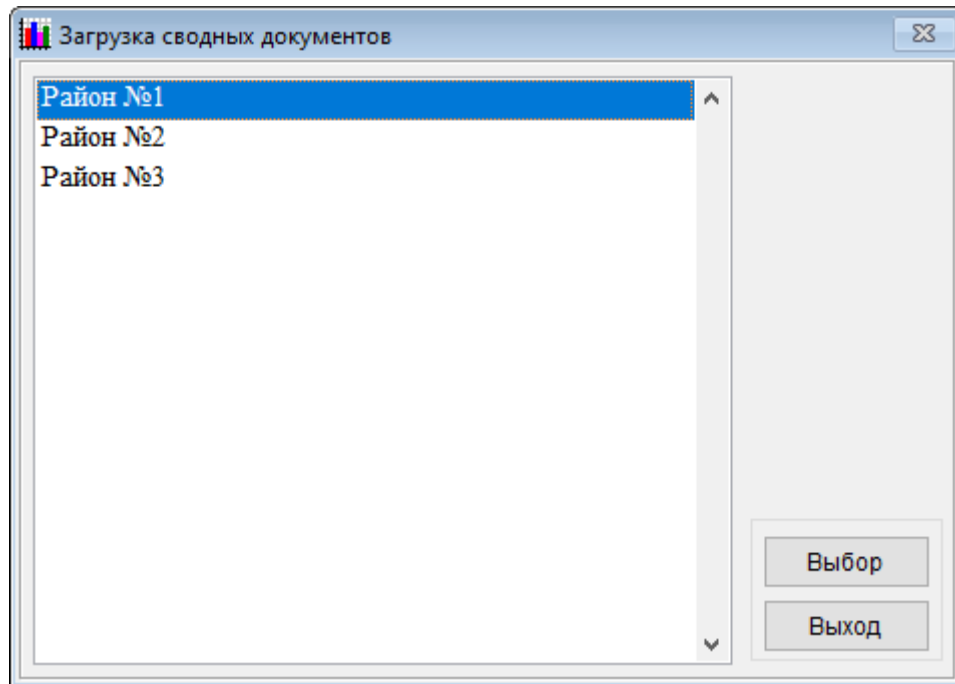 Загрузка сводных документов
Район №1
Район №2
Район №3
Выбор
Выход